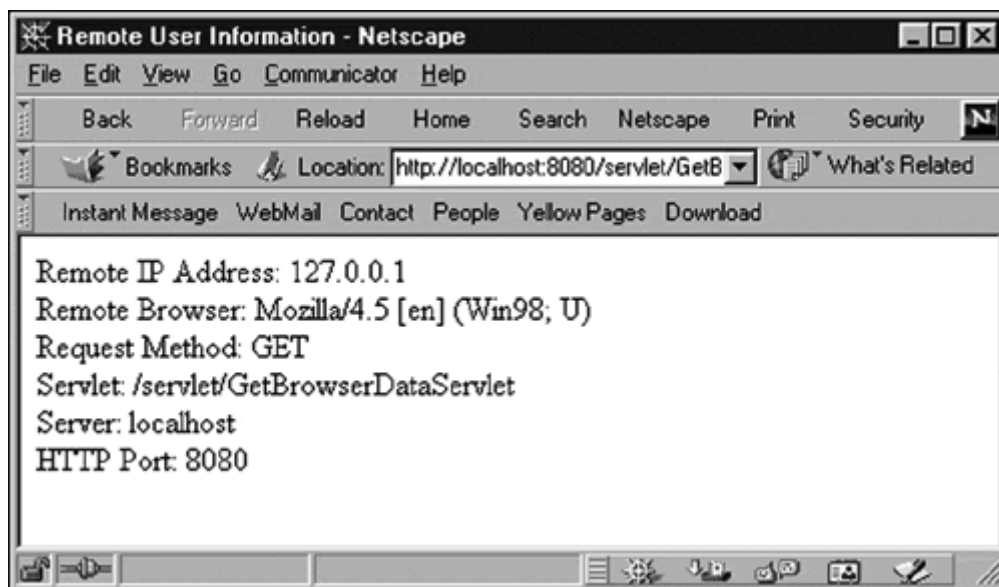 Remote User Information - Netscape
File Edit View Go Communicator Help
Back Forward Reload Home Search Netscape Print Security N
Bookmarks Location: http://localhost:8080/servlet/GetB What's Related
Instant Message WebMail Contact People Yellow Pages Download
Remote IP Address: 127.0.0.1
Remote Browser: Mozilla/4.5 [en] (Win98; U)
Request Method: GET
Servlet: /servlet/GetBrowserDataServlet
Server: localhost
HTTP Port: 8080